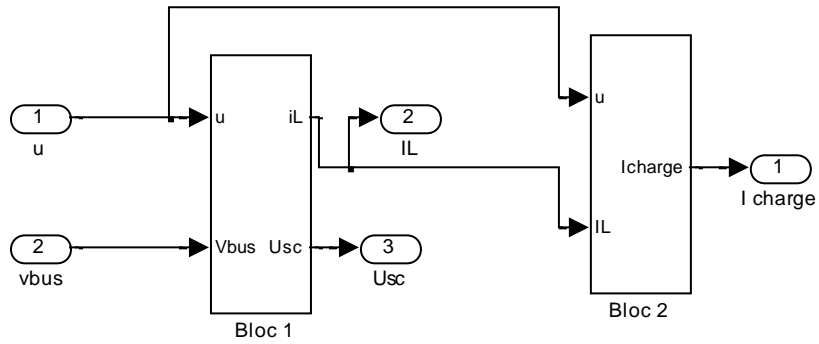 1
u
2
vbus
u
iL
Vbus
Usc
Bloc 1
2
IL
3
Usc
u
Icharge
IL
Bloc 2
1
I charge